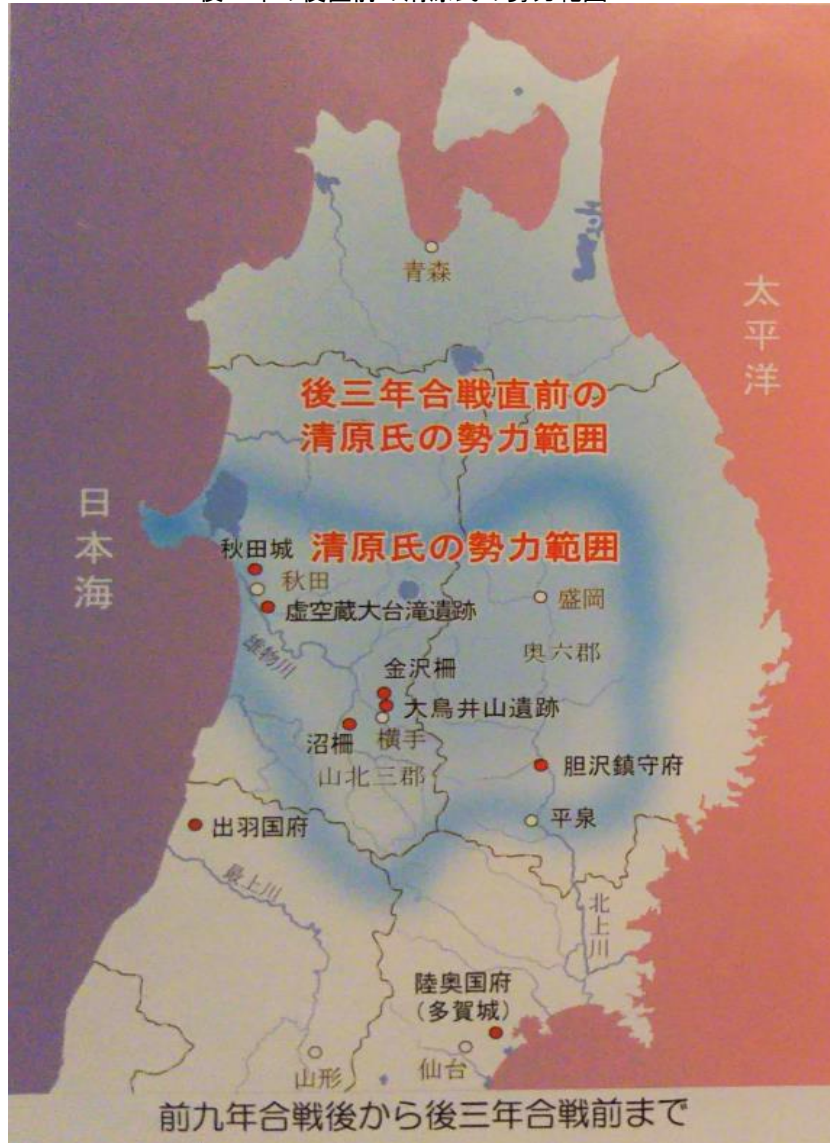 青森
太平洋
後三年合戦直前の
清原氏の勢力範囲
日本海
秋田城
清原氏の勢力範囲
秋田
虚空蔵大台滝遺跡
盛岡
雄物川
奥六郡
金沢柵
大鳥井山遺跡
沼柵
横手
山北三郡
胆沢鎮守府
出羽国府
平泉
最上川
北上川
陸奥国府
(多賀城)
山形
仙台
前九年合戦後から後三年合戦前まで